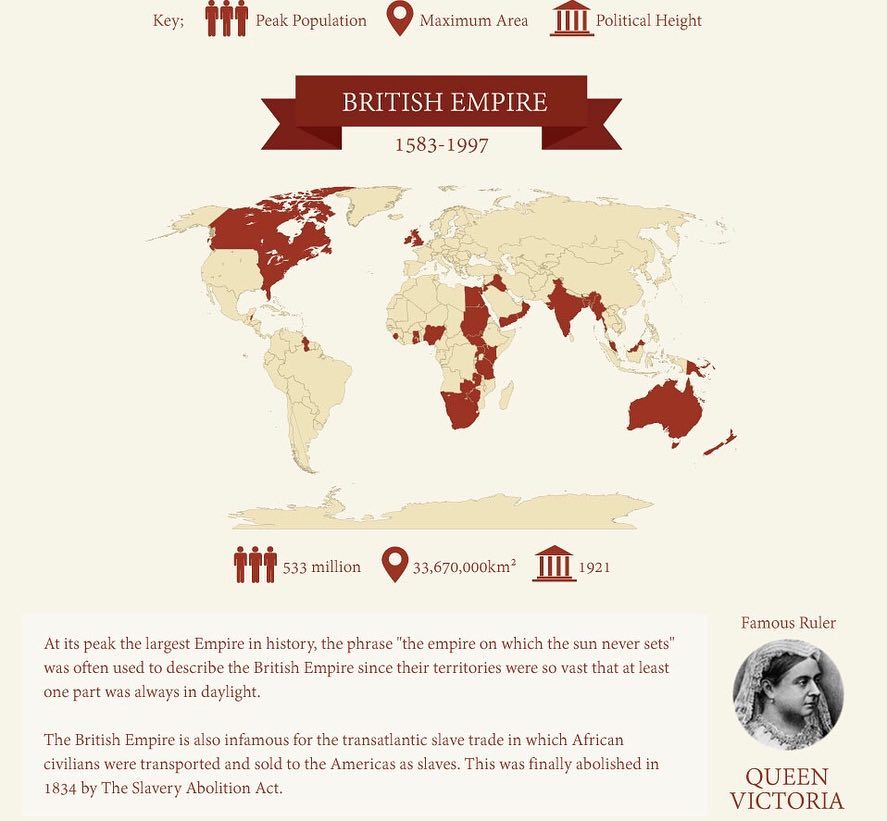 Key; Peak Population Maximum Area Political Height
BRITISH EMPIRE
1583-1997
533 million 33,670,000km² 1921
At its peak the largest Empire in history, the phrase "the empire on which the sun never sets"
was often used to describe the British Empire since their territories were so vast that at least
one part was always in daylight.
The British Empire is also infamous for the transatlantic slave trade in which African
civilians were transported and sold to the Americas as slaves. This was finally abolished in
1834 by The Slavery Abolition Act.
Famous Ruler
QUEEN
VICTORIA